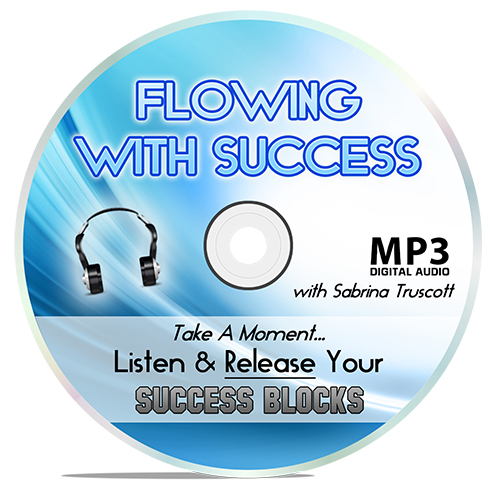 FLOWING
WITH SUCCESS
MP3
DIGITAL AUDIO
with Sabrina Truscott
Take A Moment...
Listen & Release Your
SUCCESS BLOCKS